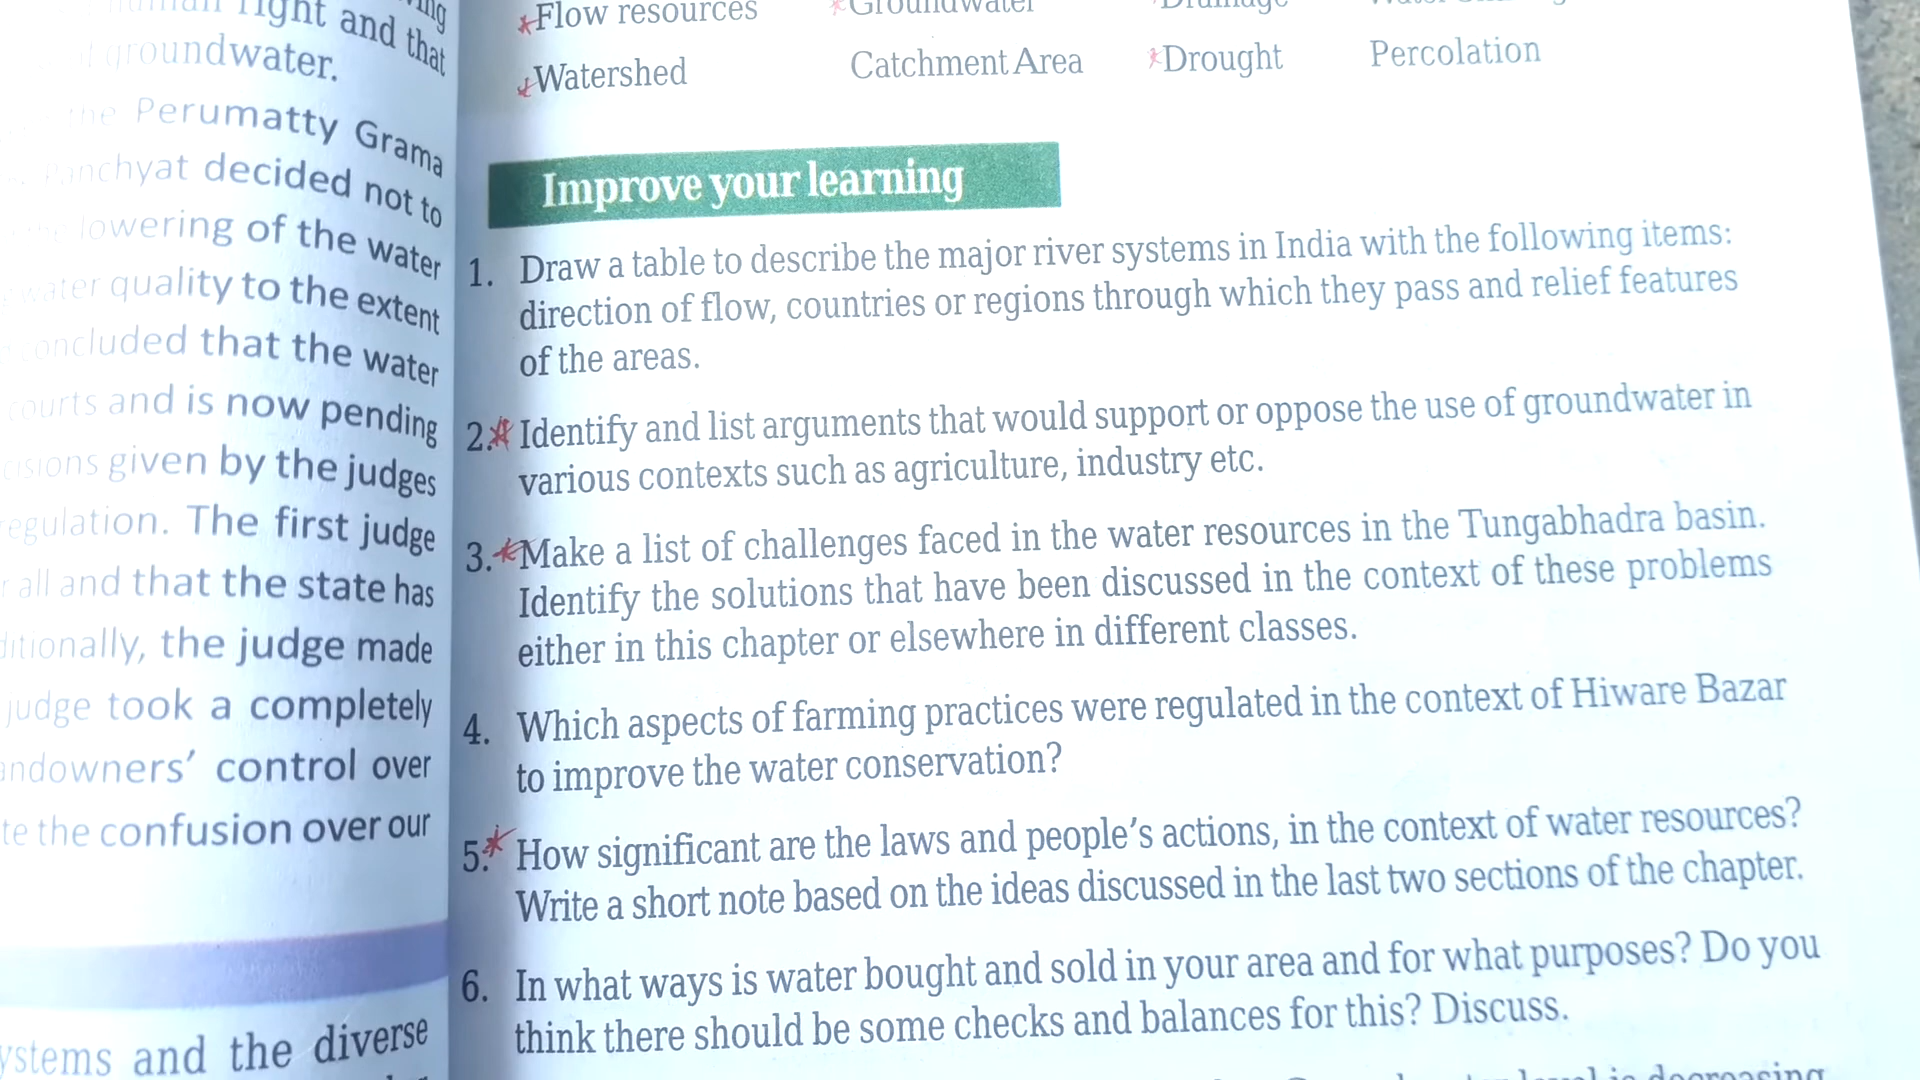 right and that
groundwater.
the Perumatty Grama
Panchyat decided not to
lowering of the water
water quality to the extent
concluded that the water
courts and is now pending
given by the judges
regulation. The first judge
all and that the state has
the judge made
judge took a completely
control over
the confusion over our
and the diverse
Flow resources Groundwater Drainage
Watershed Catchment Area Drought Percolation
Improve your learning
1. Draw a table to describe the major river systems in India with the following items:
direction of flow, countries or regions through which they pass and relief features
of the areas.
2. Identify and list arguments that would support or oppose the use of groundwater in
various contexts such as agriculture, industry etc.
3. Make a list of challenges faced in the water resources in the Tungabhadra basin.
Identify the solutions that have been discussed in the context of these problems
either in this chapter or elsewhere in different classes.
4. Which aspects of farming practices were regulated in the context of Hiware Bazar
to improve the water conservation?
5. How significant are the laws and people's actions, in the context of water resources?
Write a short note based on the ideas discussed in the last two sections of the chapter.
6. In what ways is water bought and sold in your area and for what purposes? Do you
think there should be some checks and balances for this? Discuss.
level is decreasing